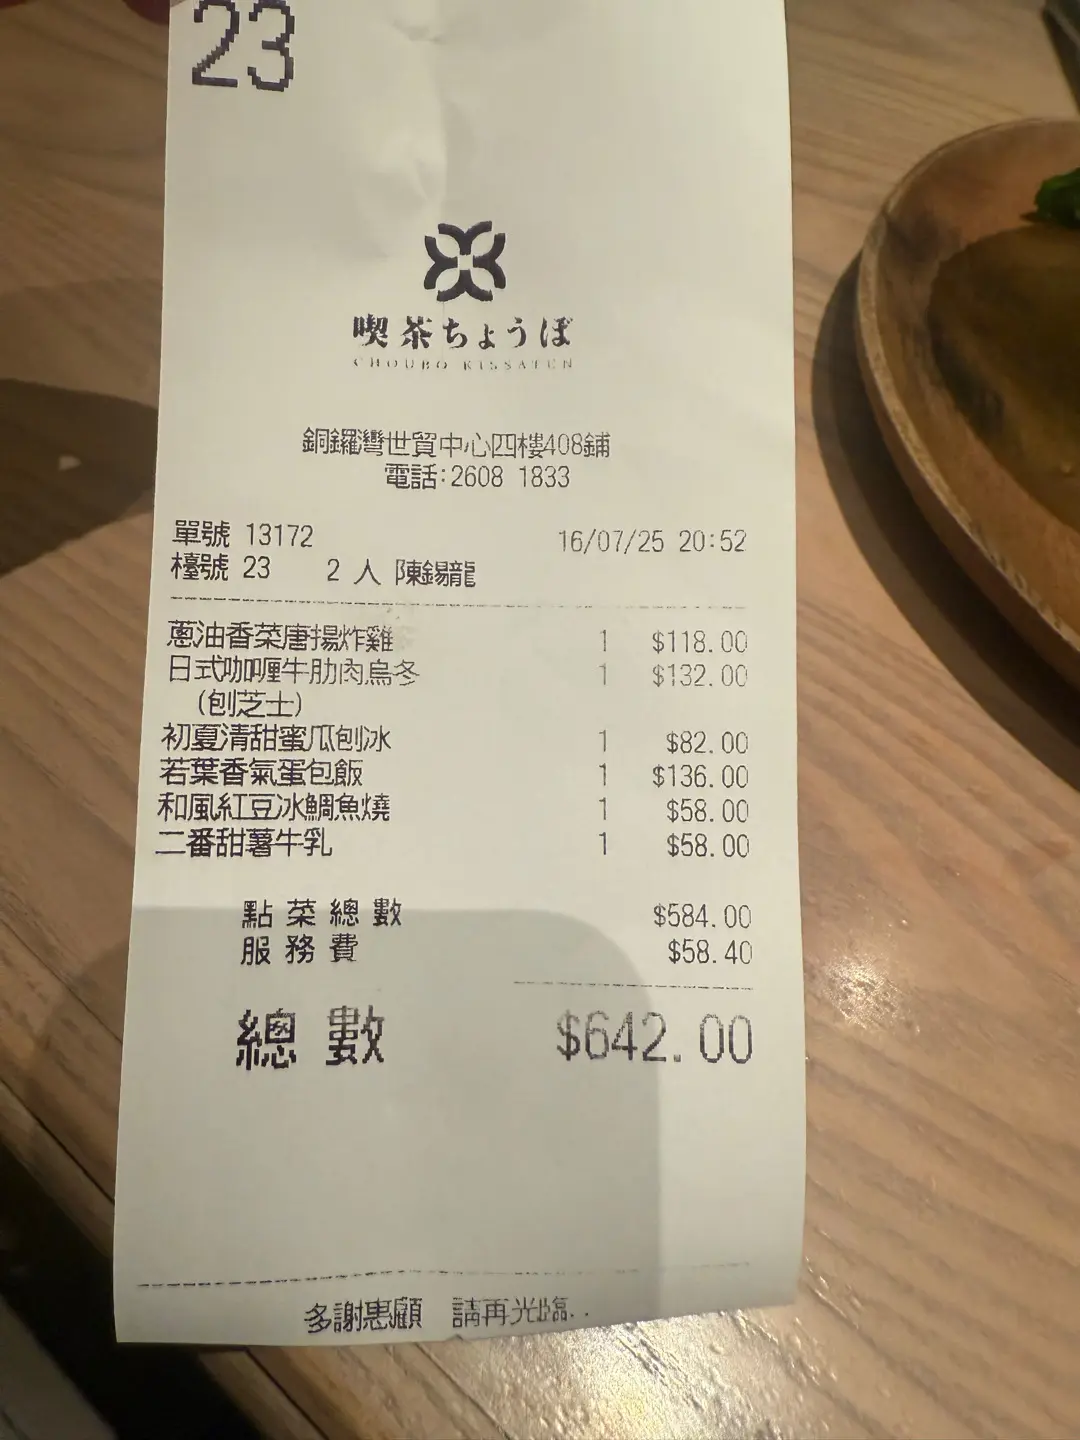 23
喫茶ちょうぼ
CHOUBO KISSATEN
銅鑼灣世貿中心四樓408鋪
電話:2608 1833
單號 13172 16/07/25 20:52
檯號 23 2 人 陳錫龍
蔥油香菜唐揚炸雞 1 $118.00
日式咖喱牛肋肉烏冬 1 $132.00
(刨芝士)
初夏清甜蜜瓜刨冰 1 $82.00
若葉香氣蛋包飯 1 $136.00
和風紅豆冰鯛魚燒 1 $58.00
二番甜薯牛乳 1 $58.00
點菜總數 $584.00
服務費 $58.40
總數 $642.00
多謝惠顧 請再光臨..